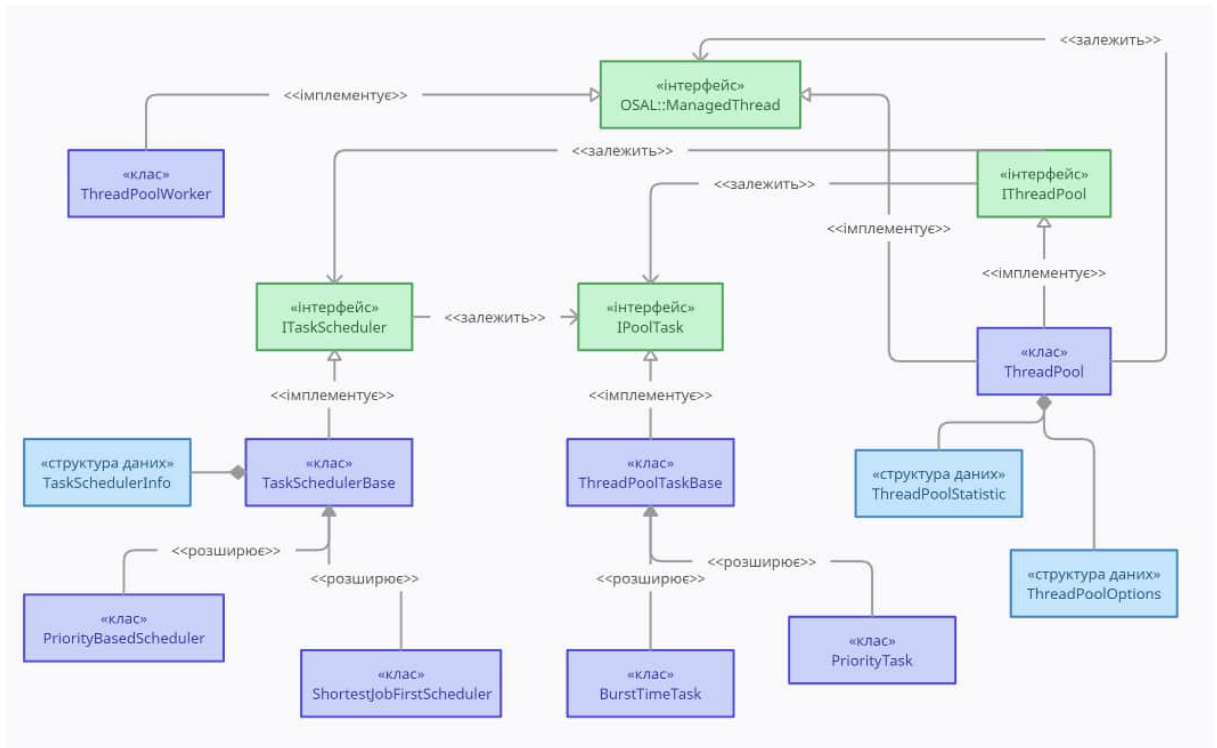 <<залежить>>
«інтерфейс»
OSAL::ManagedThread
<<імплементує>>
<<залежить>>
«клас»
ThreadPoolWorker
«інтерфейс»
IThreadPool
<<залежить>>
<<імплементує>>
<<імплементує>>
«інтерфейс»
ITaskScheduler
<<залежить>>
«інтерфейс»
IPoolTask
«клас»
ThreadPool
<<імплементує>>
<<імплементує>>
«структура даних»
TaskSchedulerInfo
«клас»
TaskSchedulerBase
«клас»
ThreadPoolTaskBase
«структура даних»
ThreadPoolStatistic
<<розширює>>
<<розширює>>
<<розширює>>
<<розширює>>
«структура даних»
ThreadPoolOptions
«клас»
PriorityBasedScheduler
«клас»
ShortestJobFirstScheduler
«клас»
BurstTimeTask
«клас»
PriorityTask